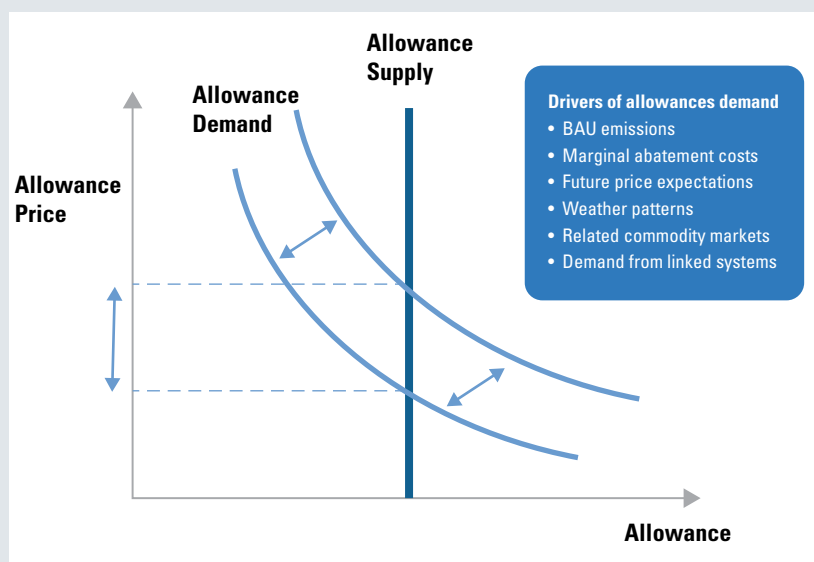 Allowance
Supply
Allowance
Demand
Drivers of allowances demand
• BAU emissions
• Marginal abatement costs
• Future price expectations
• Weather patterns
• Related commodity markets
• Demand from linked systems
Allowance
Price
Allowance